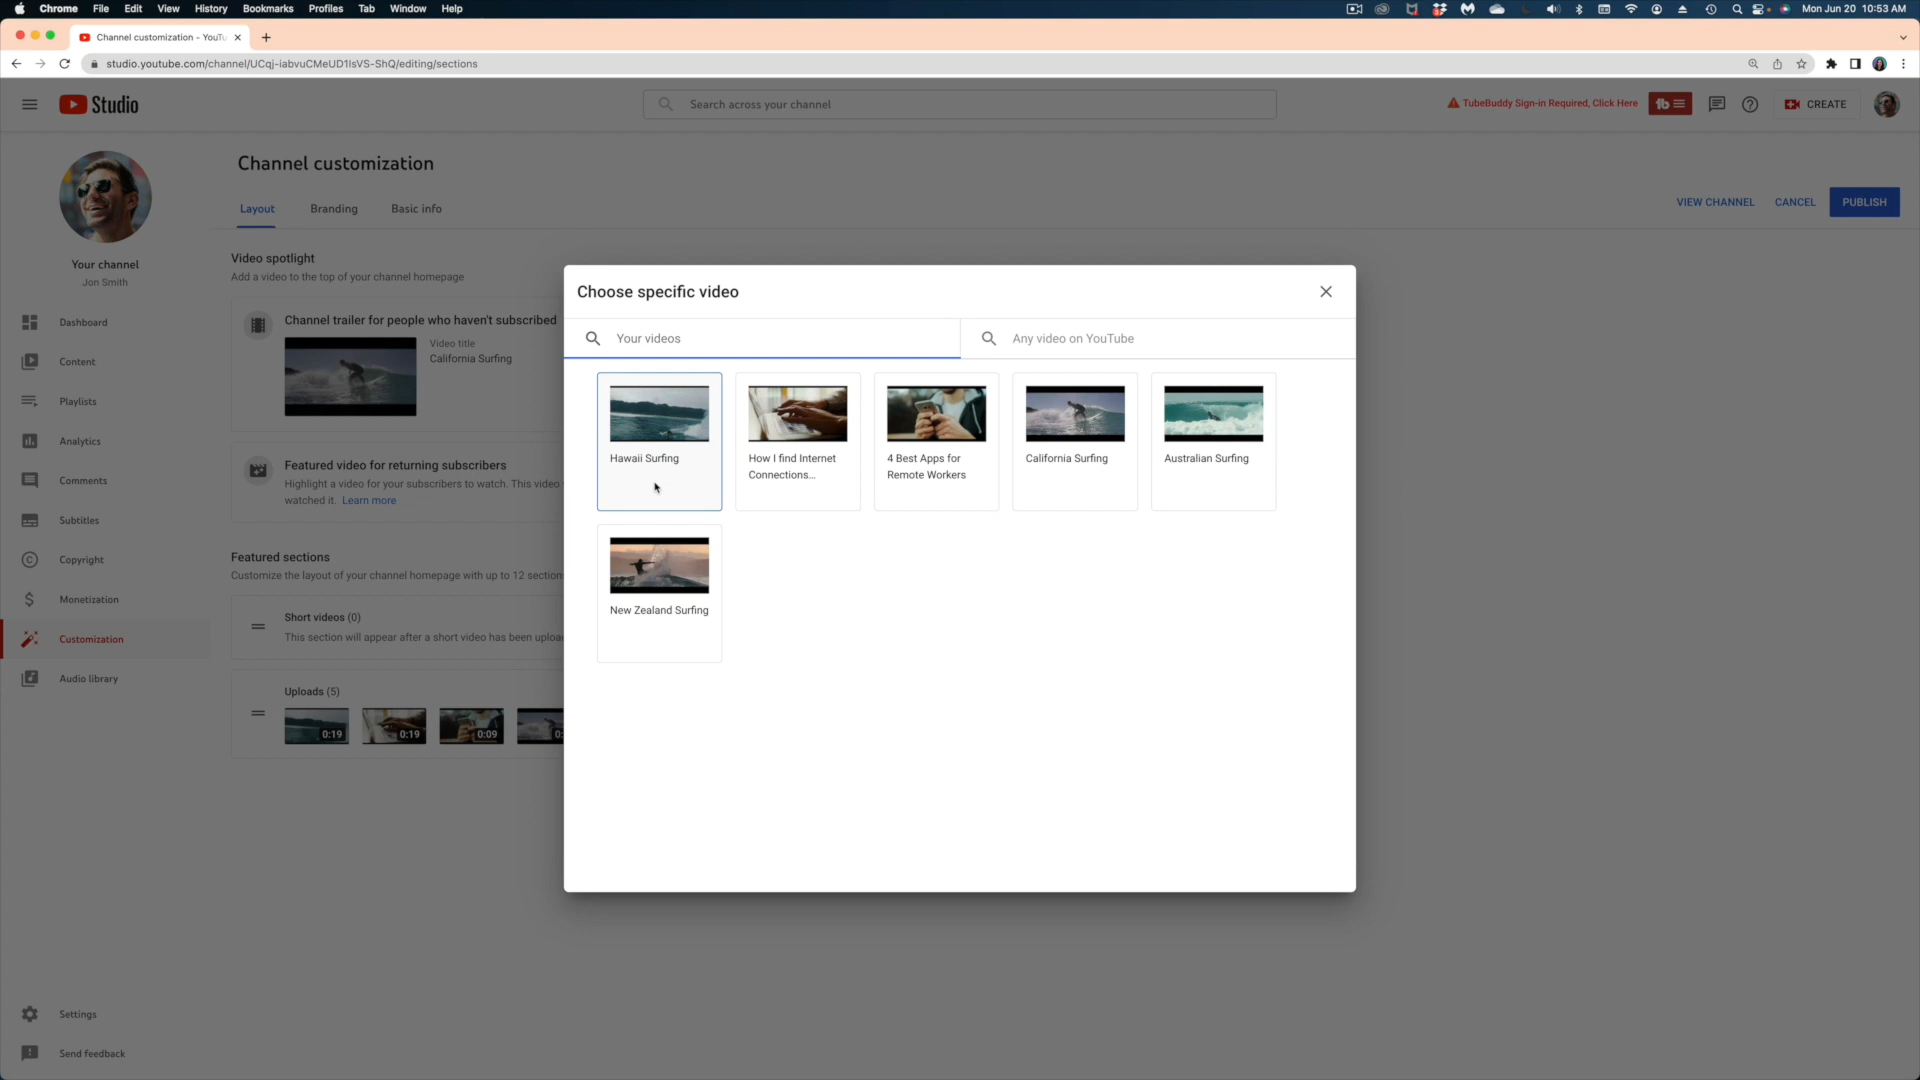 Chrome File Edit View History Bookmarks Profiles Tab Window Help
Mon Jun 20 10:53 AM
Channel customization - YouTu
studio.youtube.com/channel/UCqj-iabvuCMeUD1IsVS-ShQ/editing/sections
Studio
Search across your channel
TubeBuddy Sign-in Required, Click Here
CREATE
Channel customization
Layout Branding Basic info
VIEW CHANNEL CANCEL PUBLISH
Your channel
Jon Smith
Dashboard
Content
Playlists
Analytics
Comments
Subtitles
Copyright
Monetization
Customization
Audio library
Settings
Send feedback
Video spotlight
Add a video to the top of your channel homepage
Channel trailer for people who haven't subscribed
Video title
California Surfing
Featured video for returning subscribers
Highlight a video for your subscribers to watch. This video
watched it. Learn more
Featured sections
Customize the layout of your channel homepage with up to 12 section
Short videos (0)
This section will appear after a short video has been uploa
Uploads (5)
0:19 0:19 0:09 0:
Choose specific video
Your videos
Any video on YouTube
Hawaii Surfing
How I find Internet
Connections...
4 Best Apps for
Remote Workers
California Surfing
Australian Surfing
New Zealand Surfing